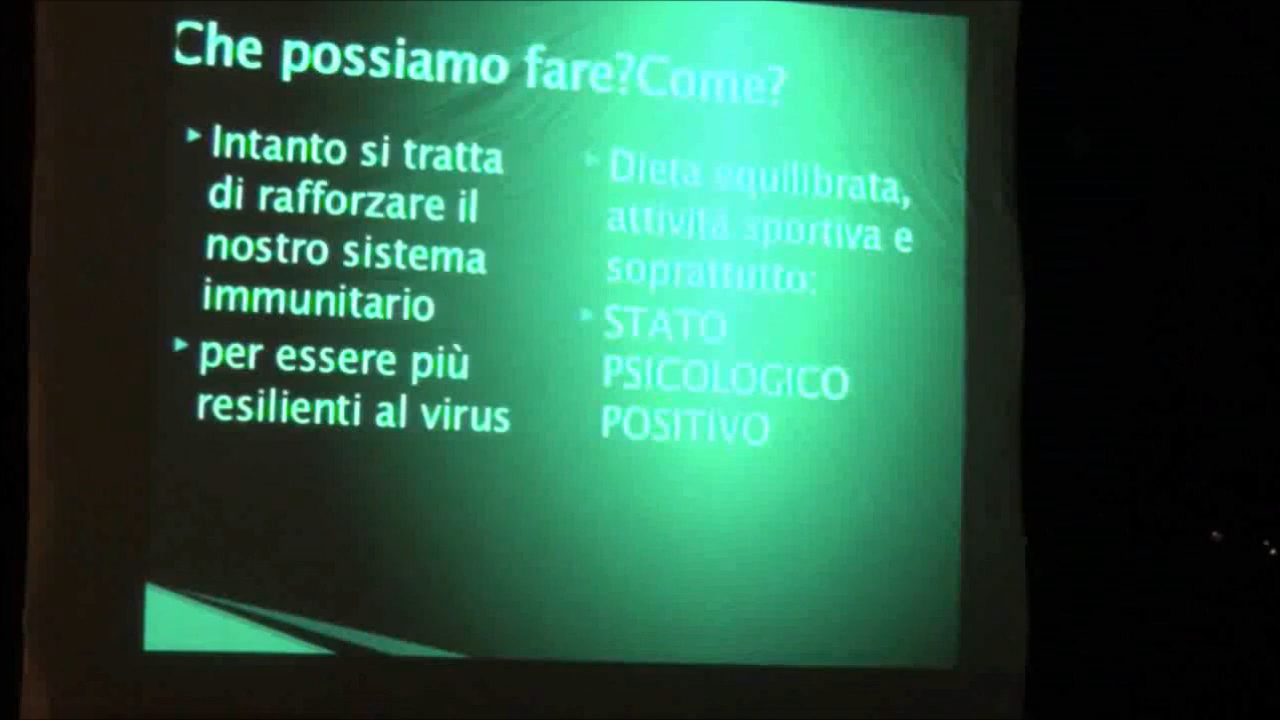 Che possiamo fare?Come?
Intanto si tratta
di rafforzare il
nostro sistema
immunitario
per essere più
resilienti al virus
Dieta equilibrata,
attività sportiva e
soprattutto:
STATO
PSICOLOGICO
POSITIVO